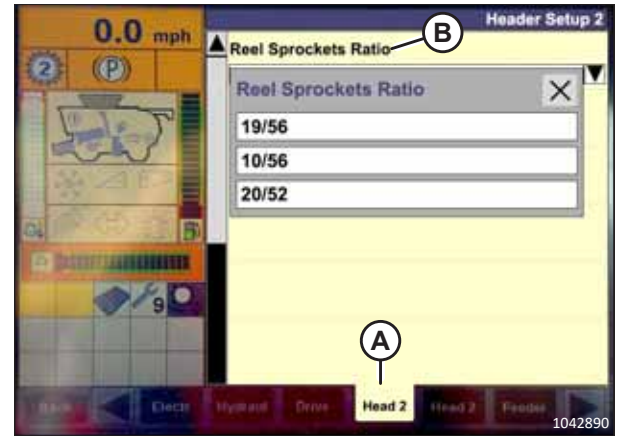 Header Setup 2
0.0 mph
B
Reel Sprockets Ratio
2
(P)
Reel Sprockets Ratio
19/56
10/56
20/52
9
A
Back
Electr
Hydraul
Drive
Head 2
Head 2
Feeder
1042890